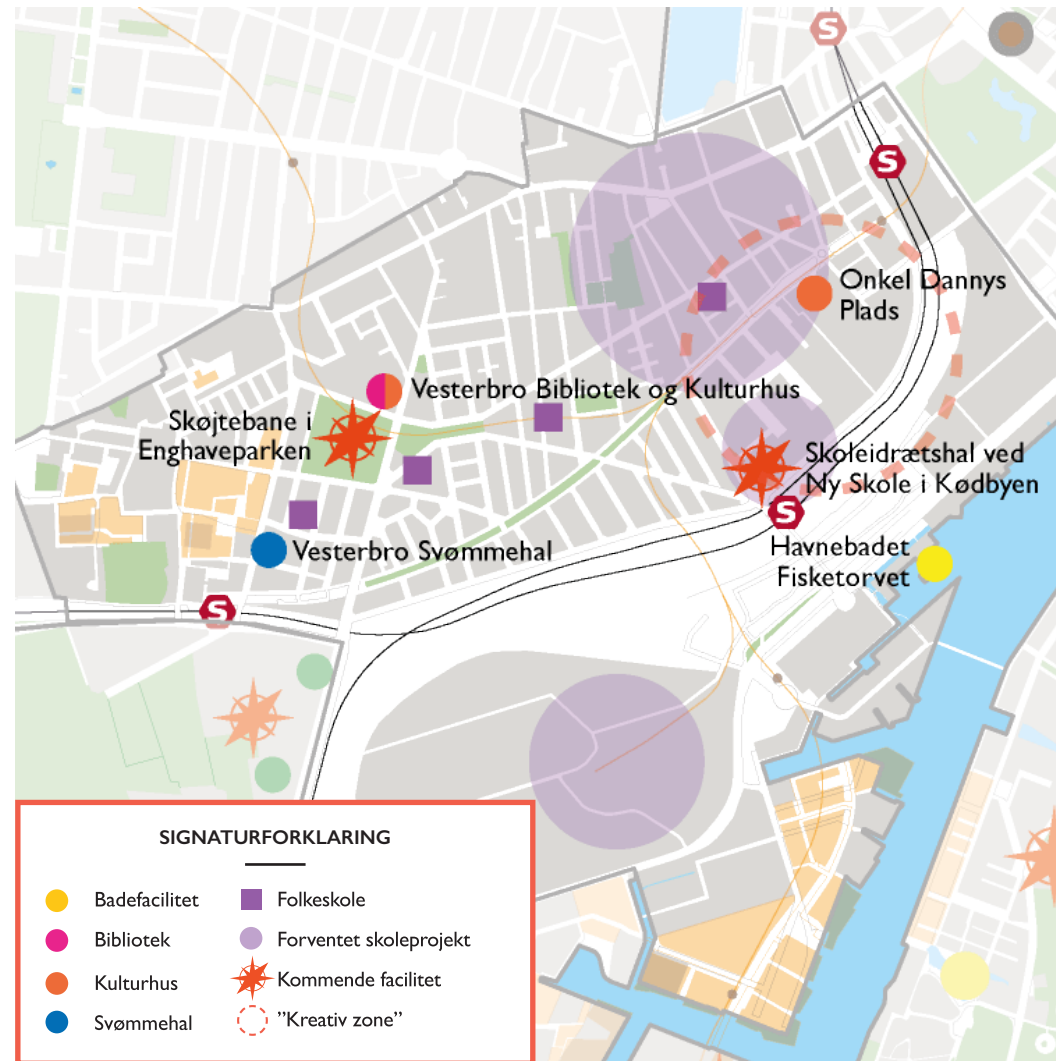 S
S
Onkel Dannys
Plads
Vesterbro Bibliotek og Kulturhus
Skøjtebane i
Enghaveparken
Skoleidrætshal ved
Ny Skole i Kødbyen
S
Havnebadet
Fisketorvet
Vesterbro Svømmehal
S
SIGNATURFORKLARING
Badefacilitet
Bibliotek
Kulturhus
Svømmehal
Folkeskole
Forventet skoleprojekt
Kommende facilitet
”Kreativ zone”